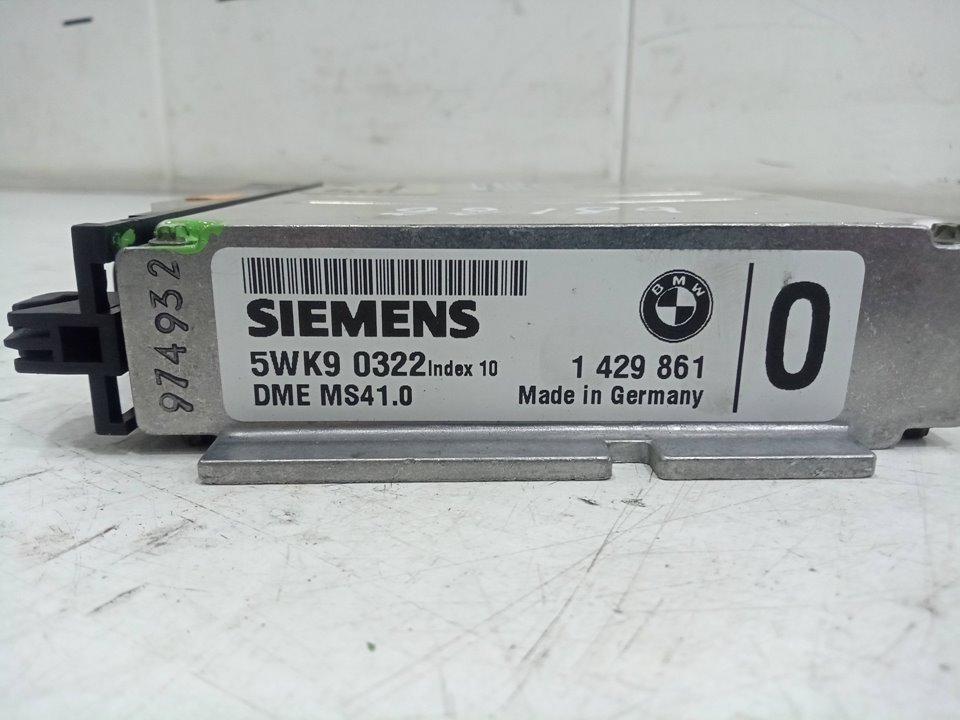 SIEMENS
BMW
5WK9 0322 Index 10
1 429 861
DME MS41.0
Made in Germany
0
974932